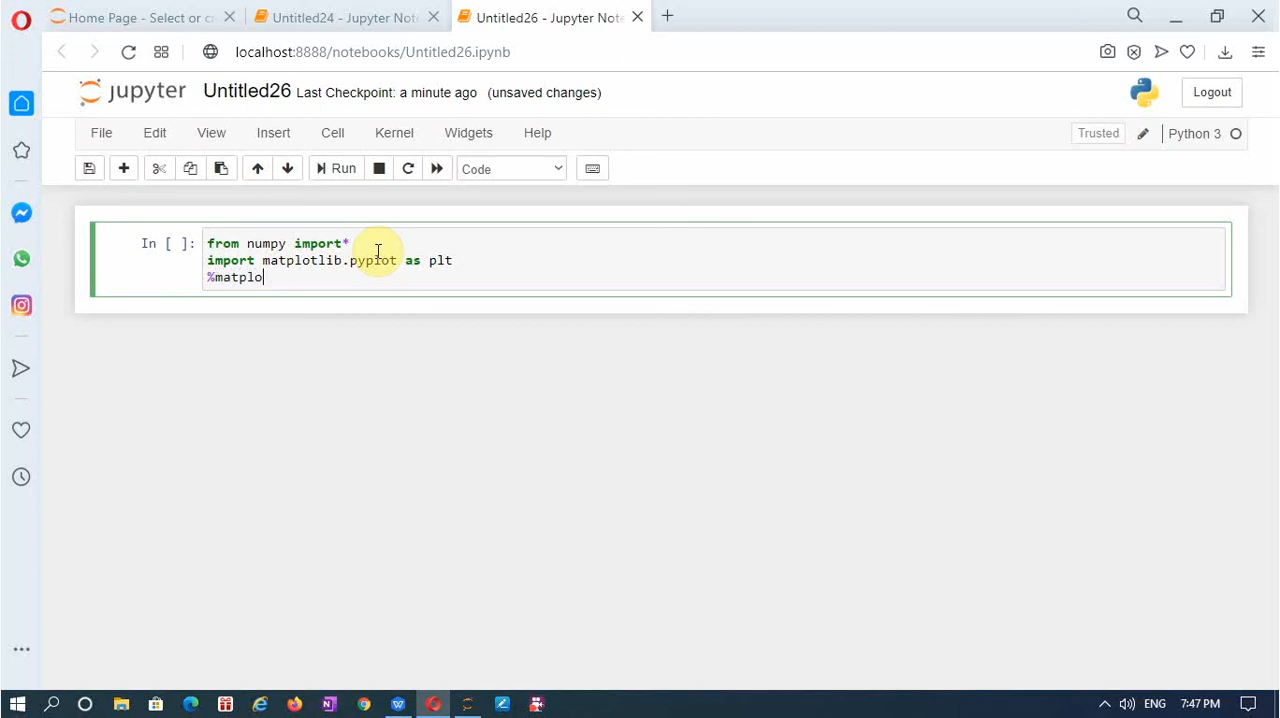 Home Page - Select or c
Untitled24 - Jupyter Not
Untitled26 - Jupyter Note
localhost:8888/notebooks/Untitled26.ipynb
jupyter Untitled26 Last Checkpoint: a minute ago (unsaved changes)
Logout
File Edit View Insert Cell Kernel Widgets Help
Trusted
Python 3
Run
Code
In [ ]:
from numpy import*
import matplotlib.pyplot as plt
%matplo
ENG 7:47 PM